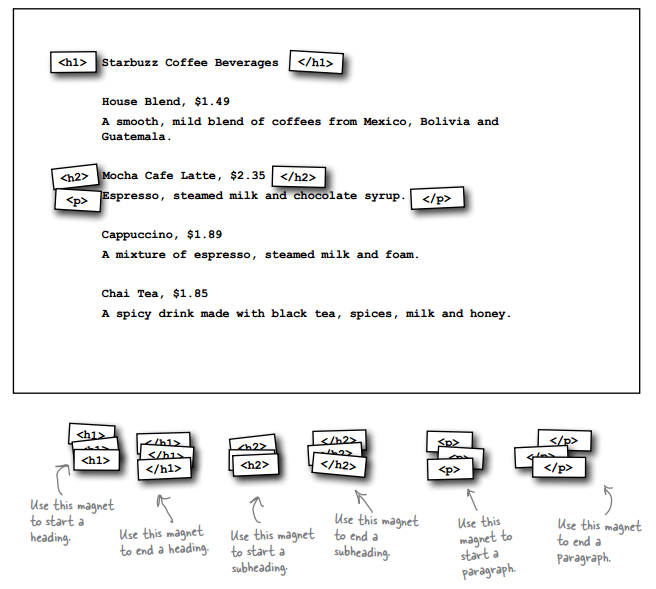 <h1> Starbuzz Coffee Beverages </h1>
House Blend, $1.49
A smooth, mild blend of coffees from Mexico, Bolivia and
Guatemala.
<h2> Mocha Cafe Latte, $2.35 </h2>
<p> Espresso, steamed milk and chocolate syrup. </p>
Cappuccino, $1.89
A mixture of espresso, steamed milk and foam.
Chai Tea, $1.85
A spicy drink made with black tea, spices, milk and honey.
<h1>
<h1>
<h1>
</h1>
</h1>
</h1>
<h2>
<h2>
</h2>
</h2>
</h2>
<p>
<p>
<p>
</p>
</p>
</p>
Use this magnet
to start a
heading.
Use this magnet
to end a heading.
Use this magnet
to start a
subheading.
Use this magnet
to end a
subheading.
Use this
magnet to
start a
paragraph.
Use this magnet
to end a
paragraph.